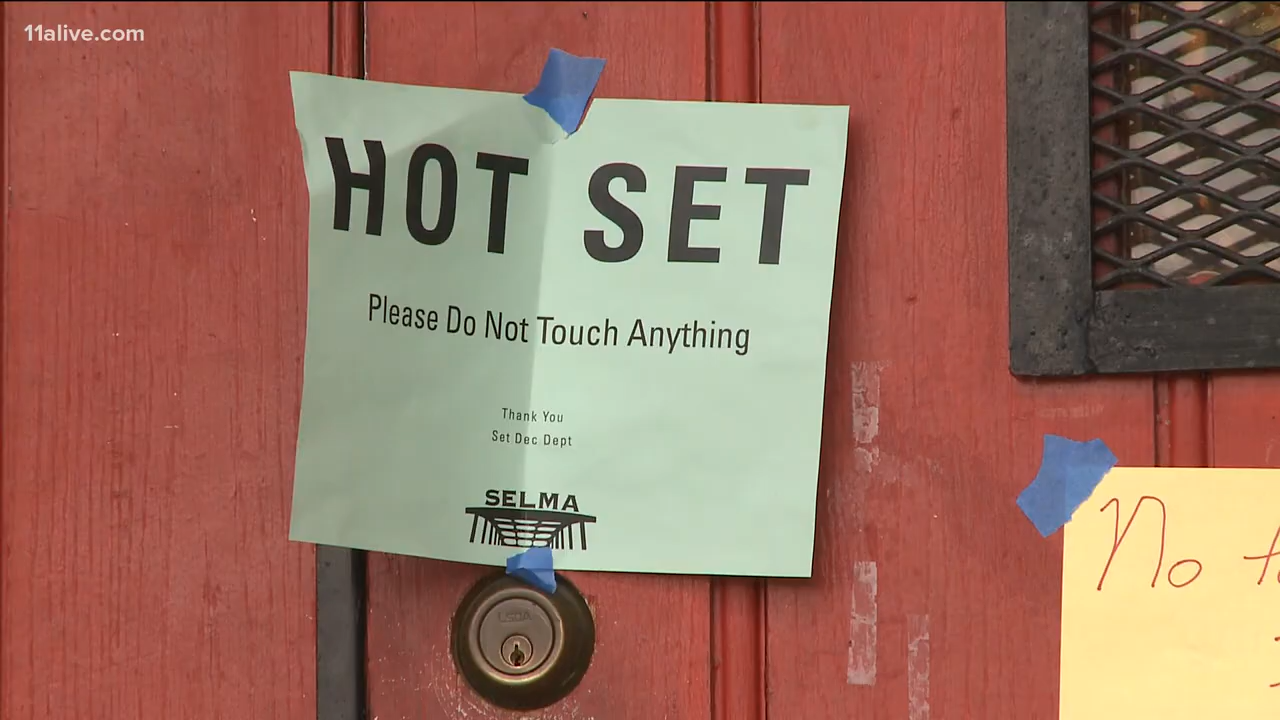 11alive.com
HOT SET
Please Do Not Touch Anything
Thank You
Set Dec Dept
SELMA
No